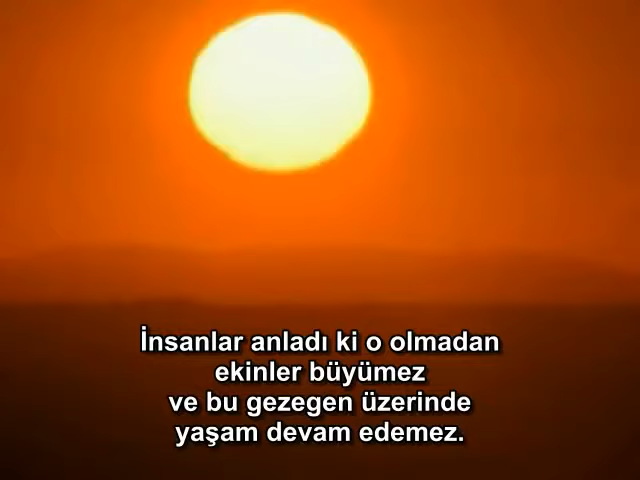 İnsanlar anladı ki o olmadan
ekinler büyümez
ve bu gezegen üzerinde
yaşam devam edemez.